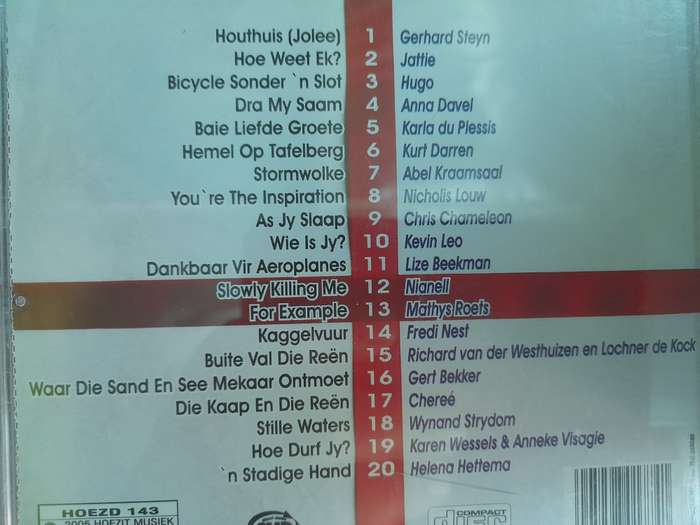 Houthuis (Jolee) 1 Gerhard Steyn
Hoe Weet Ek? 2 Jattie
Bicycle Sonder `n Slot 3 Hugo
Dra My Saam 4 Anna Davel
Baie Liefde Groete 5 Karla du Plessis
Hemel Op Tafelberg 6 Kurt Darren
Stormwolke 7 Abel Kraamsaal
You`re The Inspiration 8 Nicholis Louw
As Jy Slaap 9 Chris Chameleon
Wie Is Jy? 10 Kevin Leo
Dankbaar Vir Aeroplanes 11 Lize Beekman
Slowly Killing Me 12 Nianell
For Example 13 Mathys Roets
Kaggelvuur 14 Fredi Nest
Buite Val Die Reën 15 Richard van der Westhuizen en Lochner de Kock
Waar Die Sand En See Mekaar Ontmoet 16 Gert Bekker
Die Kaap En Die Reën 17 Chereé
Stille Waters 18 Wynand Strydom
Hoe Durf Jy? 19 Karen Wessels & Anneke Visagie
`n Stadige Hand 20 Helena Hettema
HOEZD 143
2005 HOEZIT MUSIEK
COMPACT